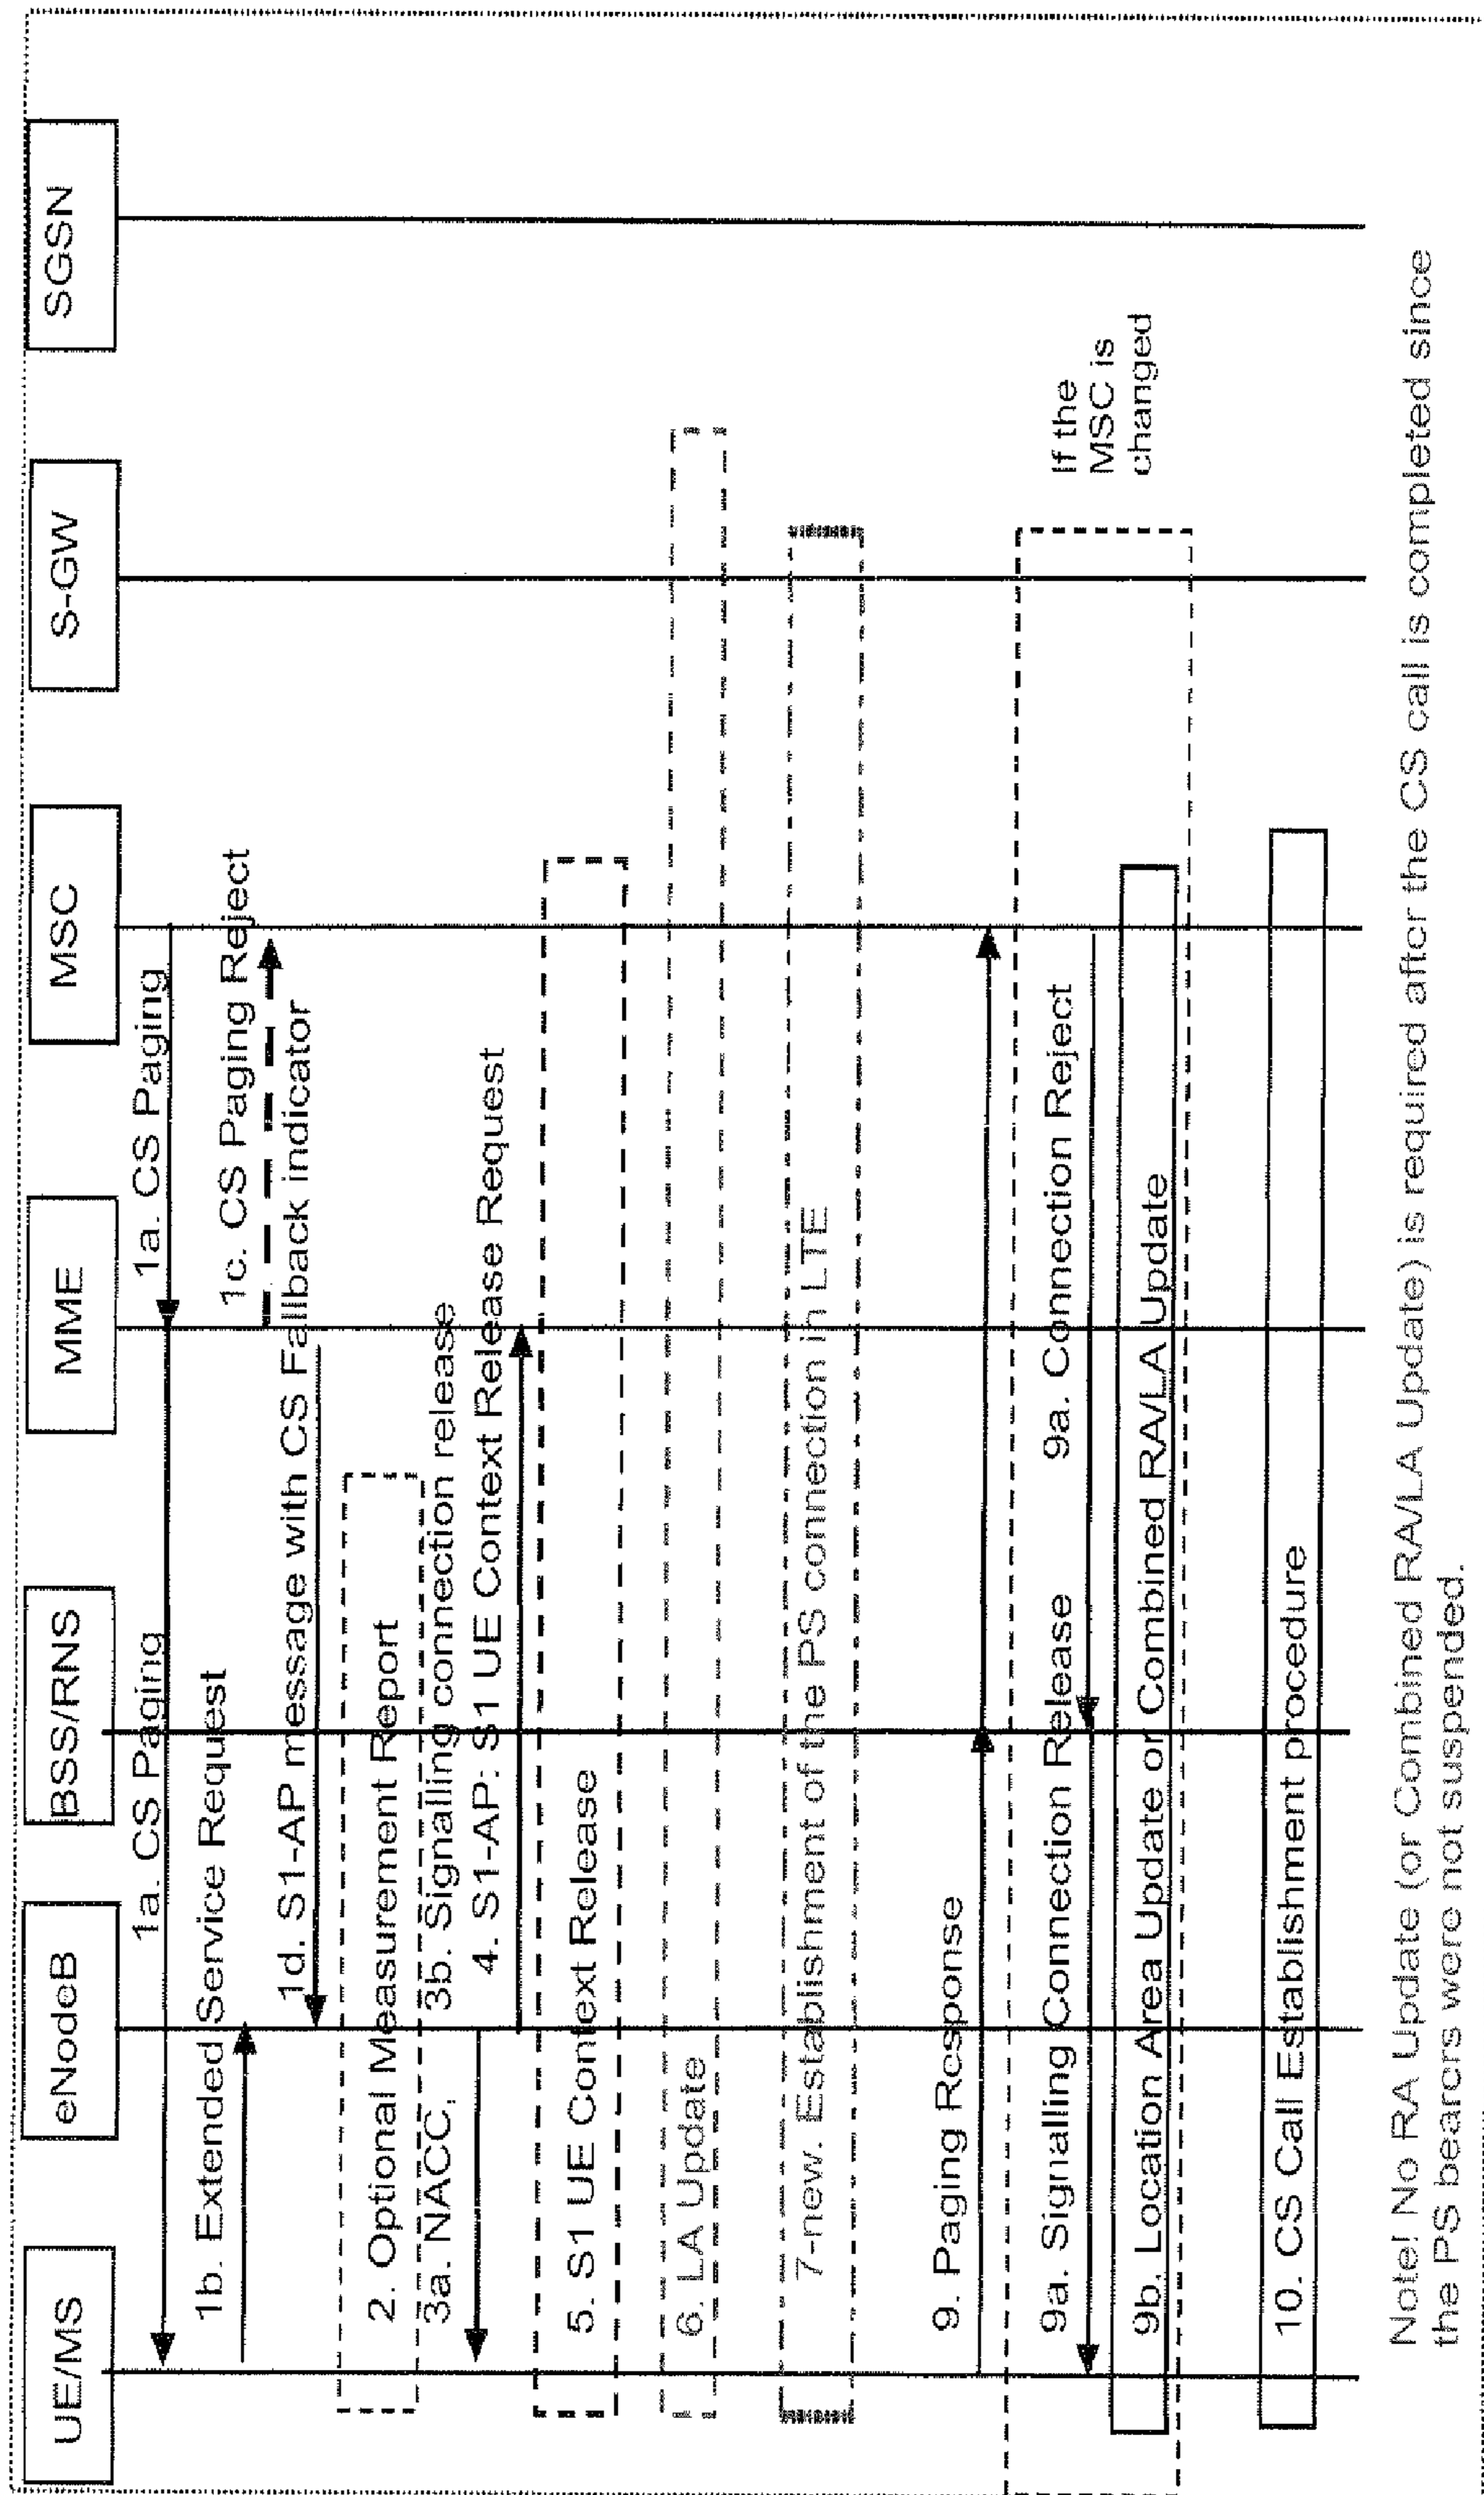 UE/MS
eNodeB
BSS/RNS
MME
MSC
S-GW
SGSN
1a. CS Paging
1a. CS Paging
1b. Extended Service Request
1c. CS Paging Reject
1d. S1-AP message with CS Fallback indicator
2. Optional Measurement Report
3a. NACC,
3b. Signalling connection release
4. S1-AP: S1 UE Context Release Request
5. S1 UE Context Release
6. LA Update
7-new. Establishment of the PS connection in LTE
9. Paging Response
If the
MSC is
changed
9a. Signalling Connection Release
9a. Connection Reject
9b. Location Area Update or Combined RA/LA Update
10. CS Call Establishment procedure
Note! No RA Update (or Combined RA/LA Update) is required after the CS call is completed since
the PS bearers were not suspended.